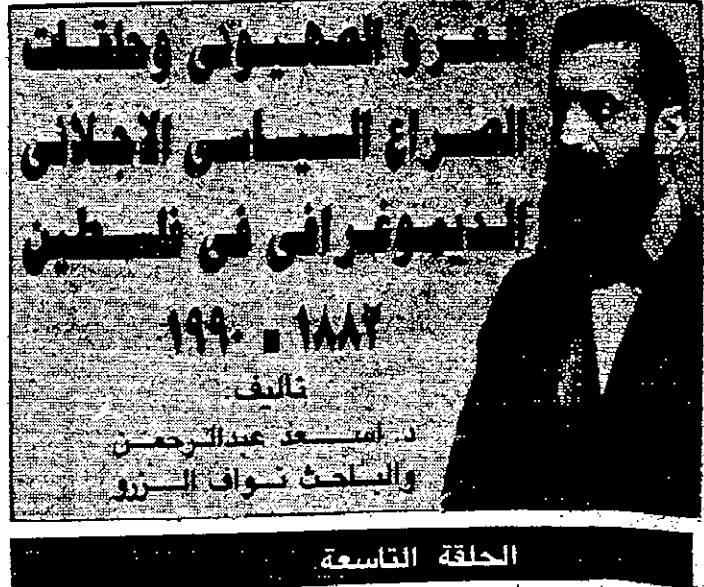 الغزو الصهيوني وحلقات
الصراع السياسي الاجلائي
الديموغرافي في فلسطين
١٨٨٢ - ١٩٩٠
تأليف:
د. اسعد عبدالرحمن
والباحث نواف الزرو
الحلقة التاسعة